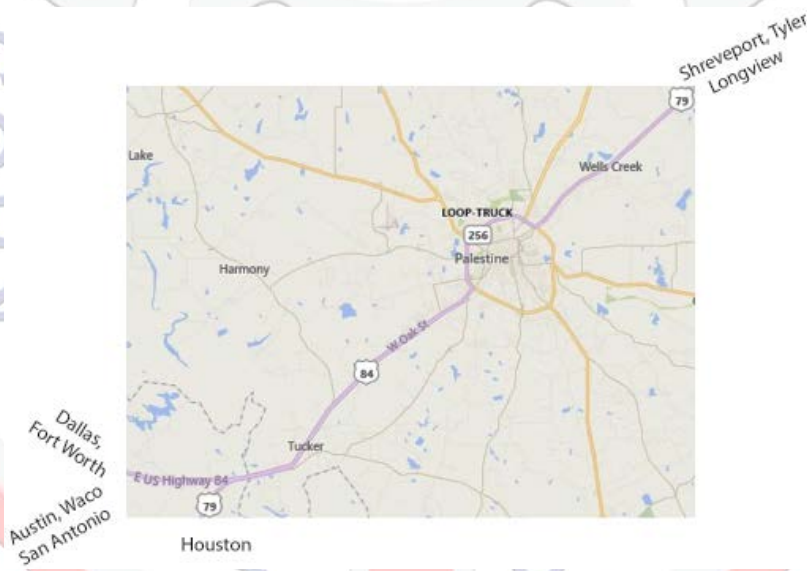 Shreveport, Tyler
Longview
79
Wells Creek
Lake
LOOP-TRUCK
256
Palestine
Harmony
W Oak St
84
Dallas,
Fort Worth
Tucker
E US Highway 84
79
Austin, Waco
San Antonio
Houston